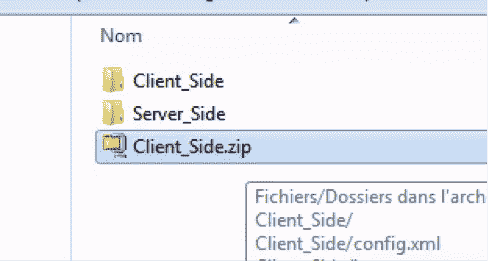 Nom
Client_Side
Server_Side
Client_Side.zip
Fichiers/Dossiers dans l'arch
Client_Side/
Client_Side/config.xml